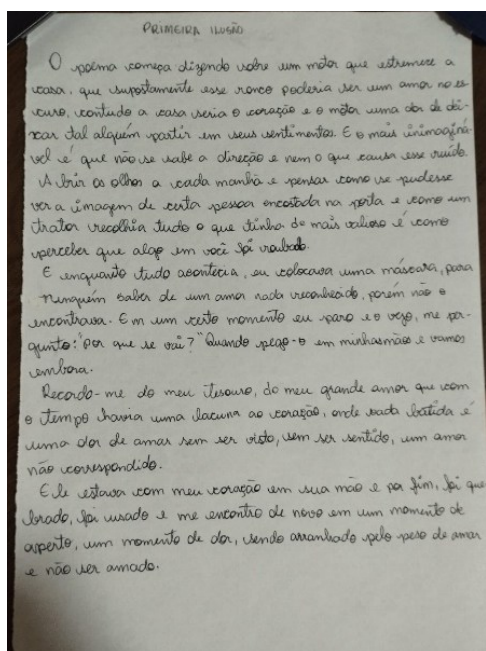 PRIMEIRA ILUSÃO
O poema começa dizendo sobre um motor que estremece a
casa, que supostamente esse ronco poderia ser um amor no es-
curo, contudo a casa seria o coração e o motor uma dor de dei-
xar tal alguém partir em seus sentimentos. E o mais inimaginá-
vel é que não se sabe a direção e nem o que causa esse ruído.
Abrir os olhos a cada manhã e pensar como se pudesse
ver a imagem de certa pessoa encostada na porta e como um
trator recolhia tudo o que tinha de mais valioso é como
perceber que algo em você foi roubado.
E enquanto tudo acontecia, eu colocava uma máscara, para
ninguém saber de um amor nada reconhecido, porém não o
encontrava. Em um certo momento eu paro e o vejo, me per-
gunto: "Por que se vai?" Quando pego-o em minhas mão e vamos
embora.
Recordo-me do meu tesouro, do meu grande amor que com
o tempo havia uma lacuna ao coração, onde cada batida é
uma dor de amar sem ser visto, sem ser sentido, um amor
não correspondido.
Ele estava com meu coração em sua mão e por fim, foi que
brado, foi usado e me encontro de novo em um momento de
aperto, um momento de dor, sendo arranhado pelo peso de amar
e não ser amado.